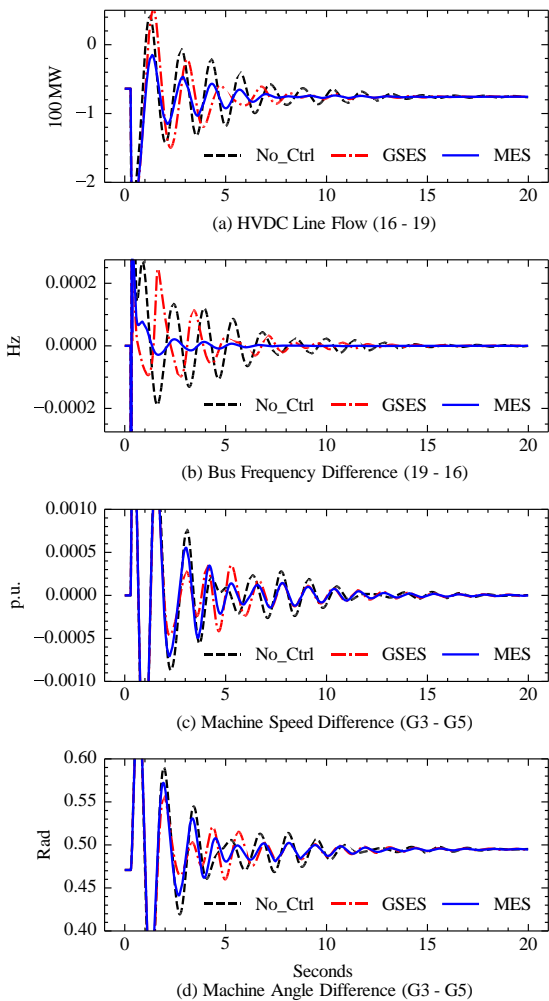 0
100 MW
−1
No_Ctrl GSES MES
−2
0 5 10 15 20
(a) HVDC Line Flow (16 - 19)
0.0002
Hz
0.0000
−0.0002
No_Ctrl GSES MES
0 5 10 15 20
(b) Bus Frequency Difference (19 - 16)
0.0010
0.0005
p.u.
0.0000
−0.0005
No_Ctrl GSES MES
−0.0010
0 5 10 15 20
(c) Machine Speed Difference (G3 - G5)
0.60
0.55
Rad
0.50
0.45
No_Ctrl GSES MES
0.40
0 5 10 15 20
Seconds
(d) Machine Angle Difference (G3 - G5)